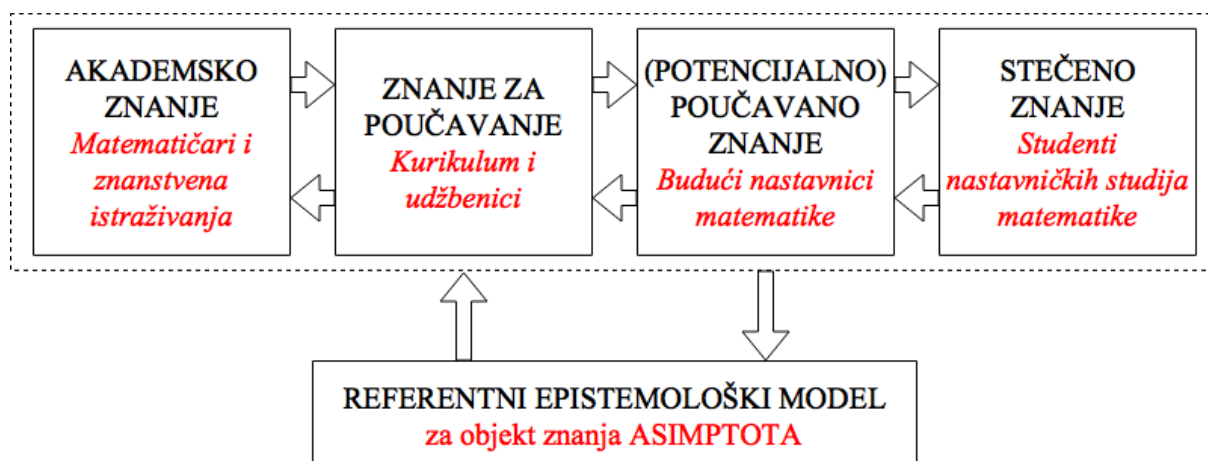 AKADEMSKO
ZNANJE
Matematičari i
znanstvena
istraživanja
ZNANJE ZA
POUČAVANJE
Kurikulum i
udžbenici
(POTENCIJALNO)
POUČAVANO
ZNANJE
Budući nastavnici
matematike
STEČENO
ZNANJE
Studenti
nastavničkih studija
matematike
REFERENTNI EPISTEMOLOŠKI MODEL
za objekt znanja ASIMPTOTA